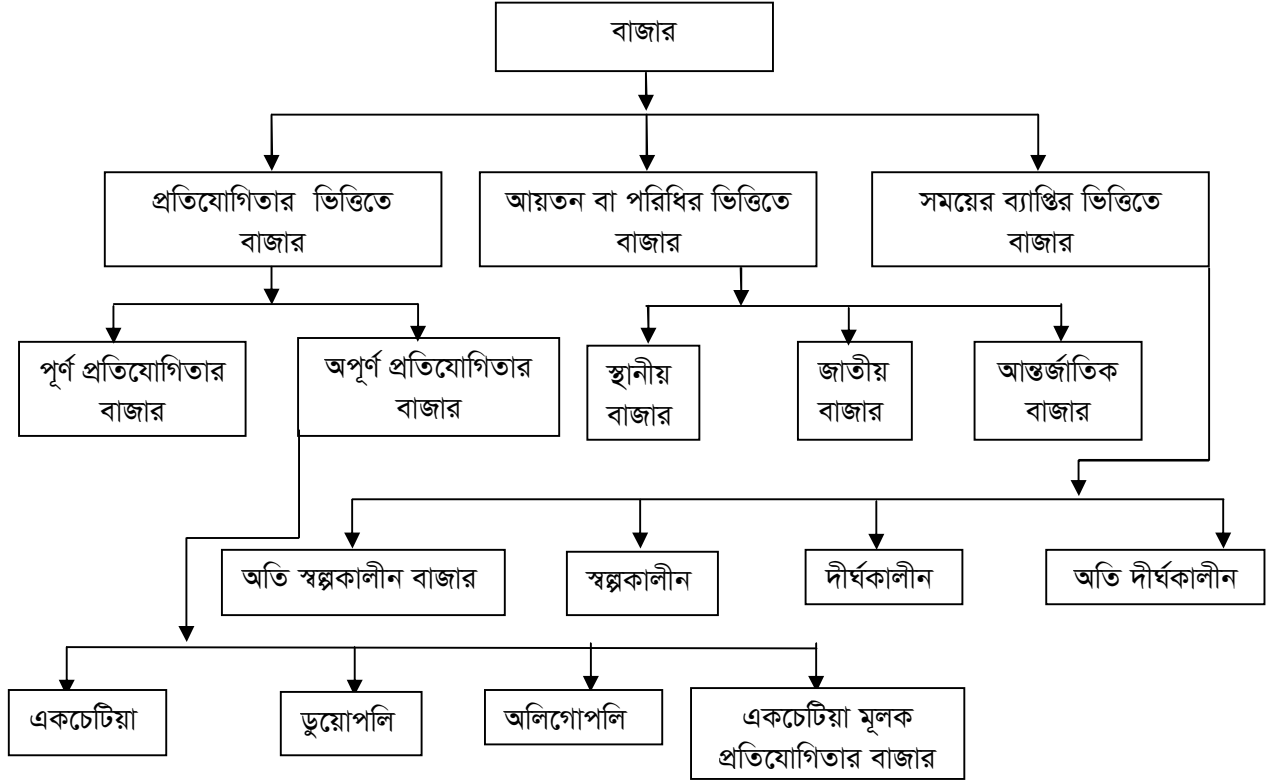 বাজার
প্রতিযোগিতার ভিত্তিতে
বাজার
আয়তন বা পরিধির ভিত্তিতে
বাজার
সময়ের ব্যাপ্তির ভিত্তিতে
বাজার
পূর্ণ প্রতিযোগিতার
বাজার
অপূর্ণ প্রতিযোগিতার
বাজার
স্থানীয়
বাজার
জাতীয়
বাজার
আন্তর্জাতিক
বাজার
অতি স্বল্পকালীন বাজার
স্বল্পকালীন
দীর্ঘকালীন
অতি দীর্ঘকালীন
একচেটিয়া
ডুয়োপলি
অলিগোপলি
একচেটিয়া মূলক
প্রতিযোগিতার বাজার